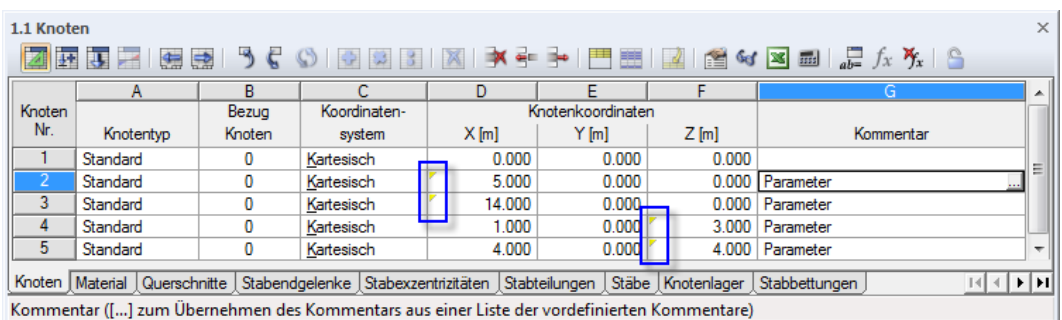 1.1 Knoten
A B C D E F G
Knoten Nr. Knotentyp Bezug Knoten Koordinaten-system Knotenkoordinaten X [m] Y [m] Z [m] Kommentar
1 Standard 0 Kartesisch 0.000 0.000 0.000
2 Standard 0 Kartesisch 5.000 0.000 0.000 Parameter ...
3 Standard 0 Kartesisch 14.000 0.000 0.000 Parameter
4 Standard 0 Kartesisch 1.000 0.000 3.000 Parameter
5 Standard 0 Kartesisch 4.000 0.000 4.000 Parameter
Knoten Material Querschnitte Stabendgelenke Stabexzentrizitäten Stabteilungen Stäbe Knotenlager Stabbettungen
Kommentar ([...] zum Übernehmen des Kommentars aus einer Liste der vordefinierten Kommentare)